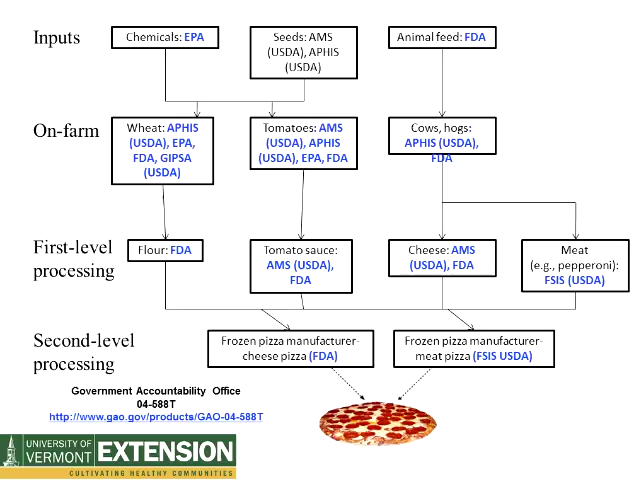 Inputs
Chemicals: EPA
Seeds: AMS
(USDA), APHIS
(USDA)
Animal feed: FDA
On-farm
Wheat: APHIS
(USDA), EPA,
FDA, GIPSA
(USDA)
Tomatoes: AMS
(USDA), APHIS
(USDA), EPA, FDA
Cows, hogs:
APHIS (USDA),
FDA
First-level
processing
Flour: FDA
Tomato sauce:
AMS (USDA),
FDA
Cheese: AMS
(USDA), FDA
Meat
(e.g., pepperoni):
FSIS (USDA)
Second-level
processing
Frozen pizza manufacturer-
cheese pizza (FDA)
Frozen pizza manufacturer-
meat pizza (FSIS USDA)
Government Accountability Office
04-588T
http://www.gao.gov/products/GAO-04-588T
UNIVERSITY OF
VERMONT
EXTENSION
CULTIVATING HEALTHY COMMUNITIES